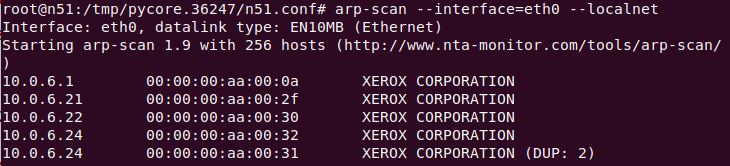 root@n51:/tmp/pycore.36247/n51.conf# arp-scan --interface=eth0 --localnet
Interface: eth0, datalink type: EN10MB (Ethernet)
Starting arp-scan 1.9 with 256 hosts (http://www.nta-monitor.com/tools/arp-scan/
)
10.0.6.1 00:00:00:aa:00:0a XEROX CORPORATION
10.0.6.21 00:00:00:aa:00:2f XEROX CORPORATION
10.0.6.22 00:00:00:aa:00:30 XEROX CORPORATION
10.0.6.24 00:00:00:aa:00:32 XEROX CORPORATION
10.0.6.24 00:00:00:aa:00:31 XEROX CORPORATION (DUP: 2)